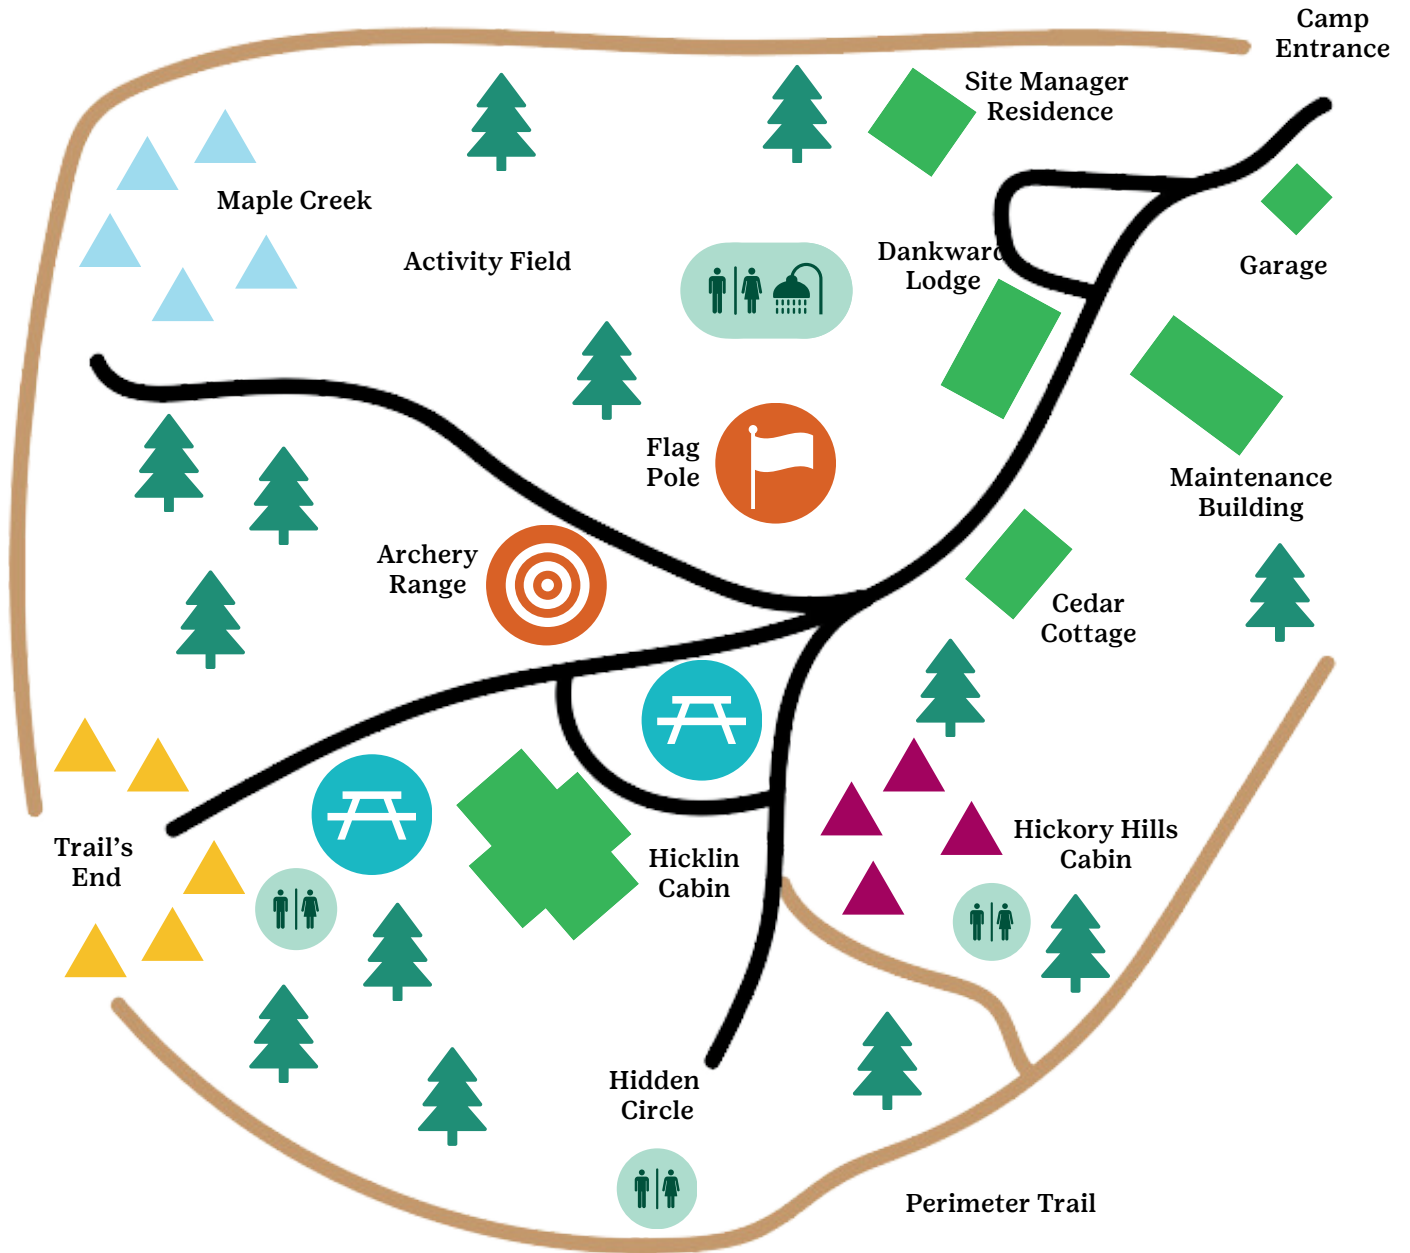 Camp
Entrance
Site Manager
Residence
Maple Creek
Activity Field
Dankward
Lodge
Garage
Flag
Pole
Maintenance
Building
Archery
Range
Cedar
Cottage
Trail's
End
Hicklin
Cabin
Hickory Hills
Cabin
Hidden
Circle
Perimeter Trail